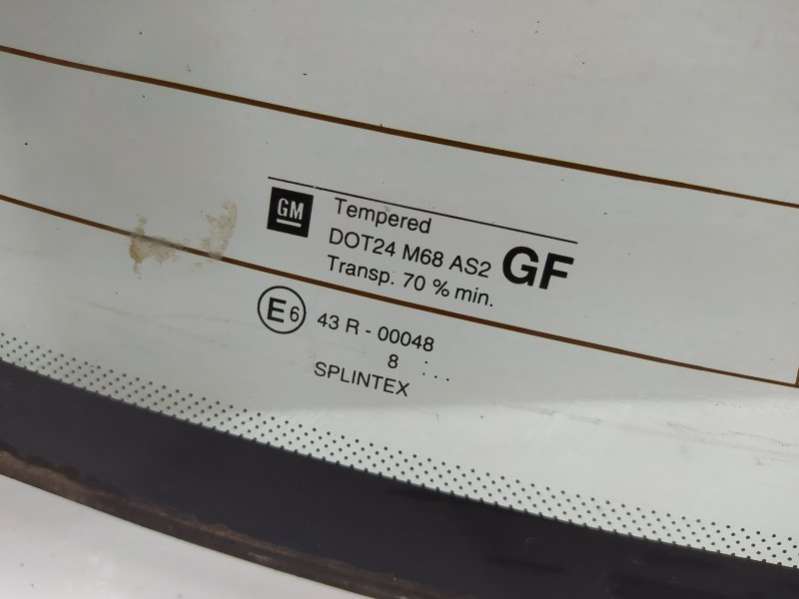 GM
Tempered
DOT24 M68 AS2 GF
Transp. 70 % min.
E6 43 R - 00048
8 :...
SPLINTEX